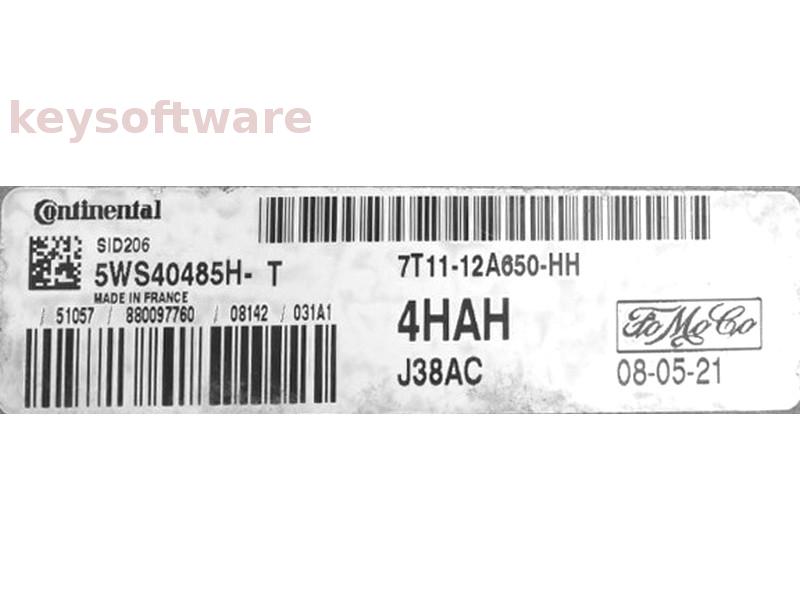 keysoftware
Continental
SID206
5WS40485H- T
MADE IN FRANCE
/ 51057 / 880097760 / 08142 / 031A1
7T11-12A650-HH
4HAH
J38AC
FoMoCo
08-05-21